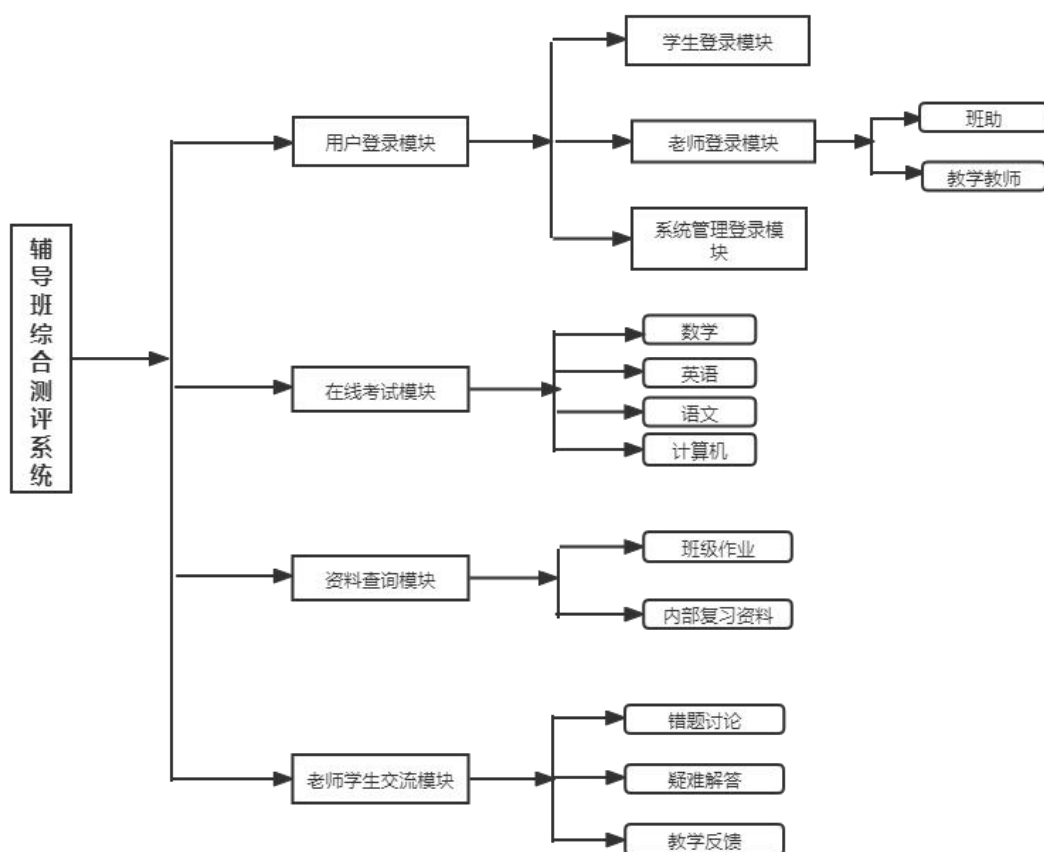 辅导班综合测评系统
用户登录模块
学生登录模块
老师登录模块
班助
教学教师
系统管理登录模
块
在线考试模块
数学
英语
语文
计算机
资料查询模块
班级作业
内部复习资料
老师学生交流模块
错题讨论
疑难解答
教学反馈